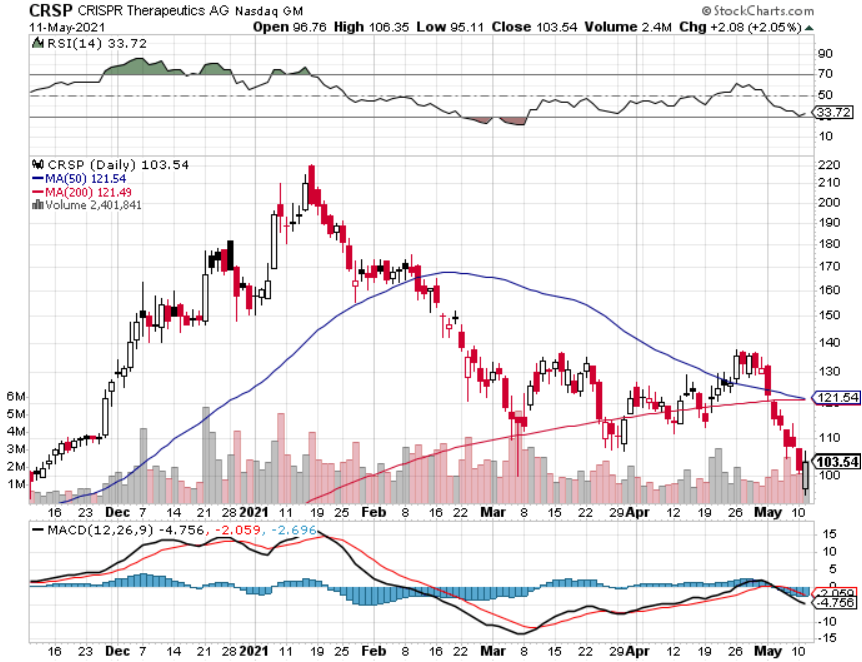 CRSP CRISPR Therapeutics AG Nasdaq GM © StockCharts.com
11-May-2021 Open 96.76 High 106.35 Low 95.11 Close 103.54 Volume 2.4M Chg +2.08 (+2.05%)
RSI(14) 33.72
90
70
50
33.72
10
CRSP (Daily) 103.54
MA(50) 121.54
MA(200) 121.49
Volume 2,401,841
220
210
200
190
180
170
160
150
140
130
121.54
110
103.54
100
6M
5M
4M
3M
2M
1M
16 23 Dec 7 14 21 28 2021 11 19 25 Feb 8 16 22 Mar 8 15 22 29 Apr 12 19 26 May 10
MACD(12,26,9) -4.756, -2.059, -2.696
15
10
5
0
-2.059
-4.756
-10
-15
16 23 Dec 7 14 21 28 2021 11 19 25 Feb 8 16 22 Mar 8 15 22 29 Apr 12 19 26 May 10